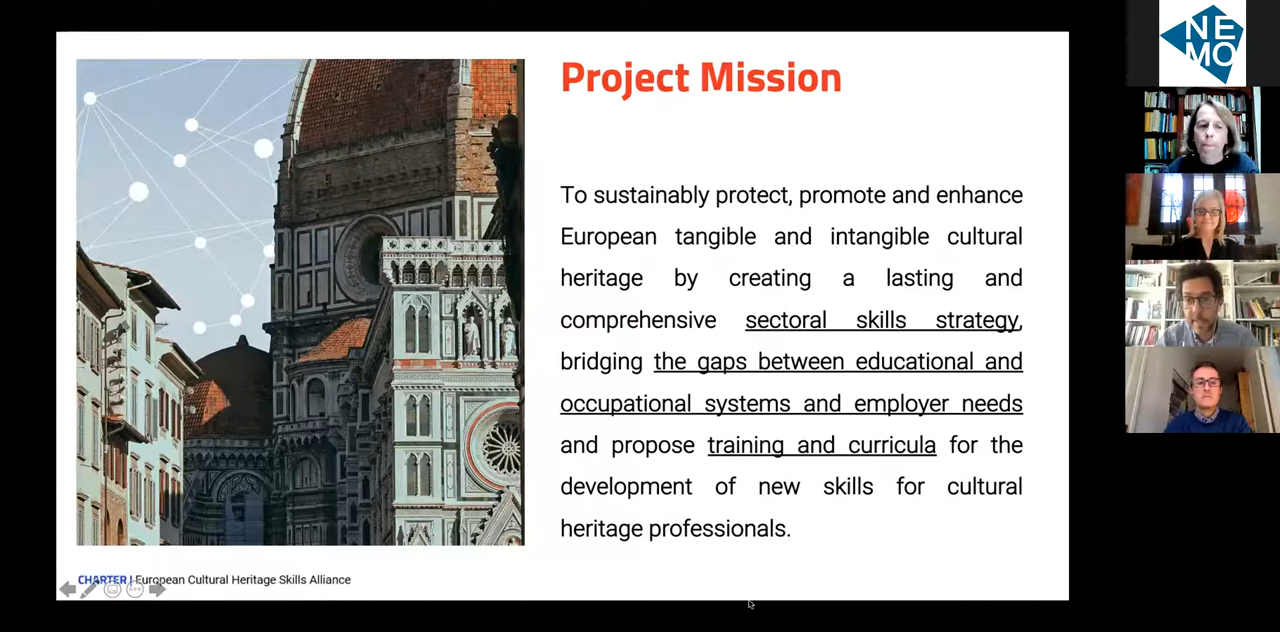 Project Mission
To sustainably protect, promote and enhance
European tangible and intangible cultural
heritage by creating a lasting and
comprehensive sectoral skills strategy,
bridging the gaps between educational and
occupational systems and employer needs
and propose training and curricula for the
development of new skills for cultural
heritage professionals.
CHARTER | European Cultural Heritage Skills Alliance
NE
MO